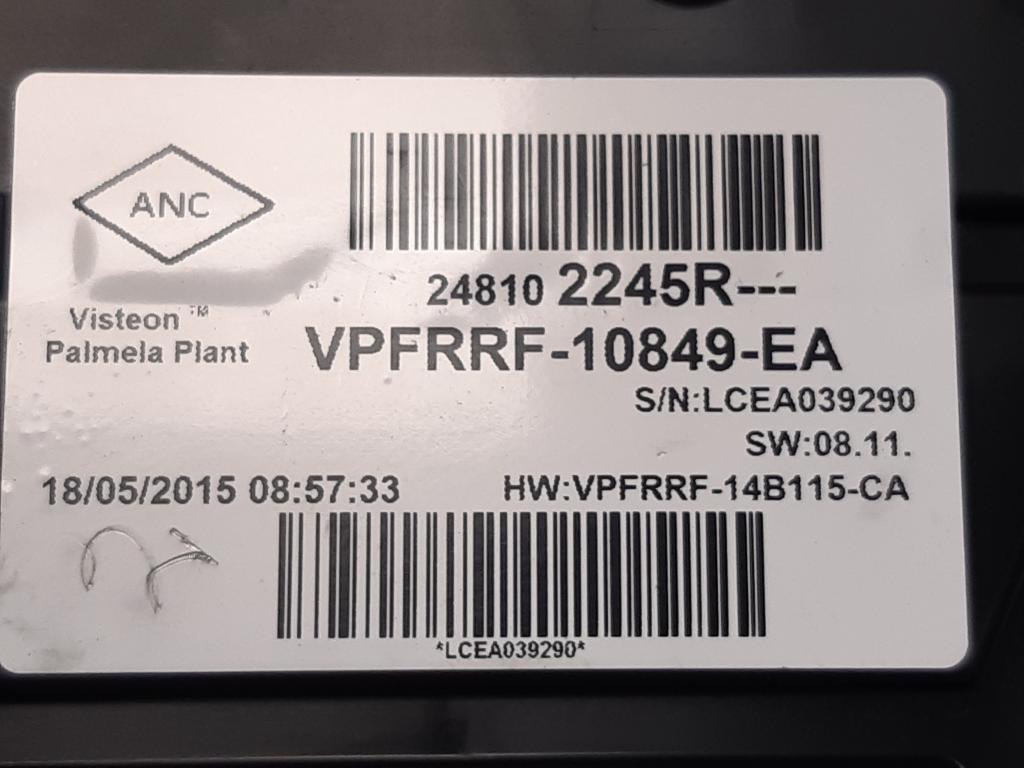 ANC
24810 2245R---
Visteon™
Palmela Plant
VPFRRF-10849-EA
S/N:LCEA039290
SW:08.11.
18/05/2015 08:57:33
HW:VPFRRF-14B115-CA
*LCEA039290*